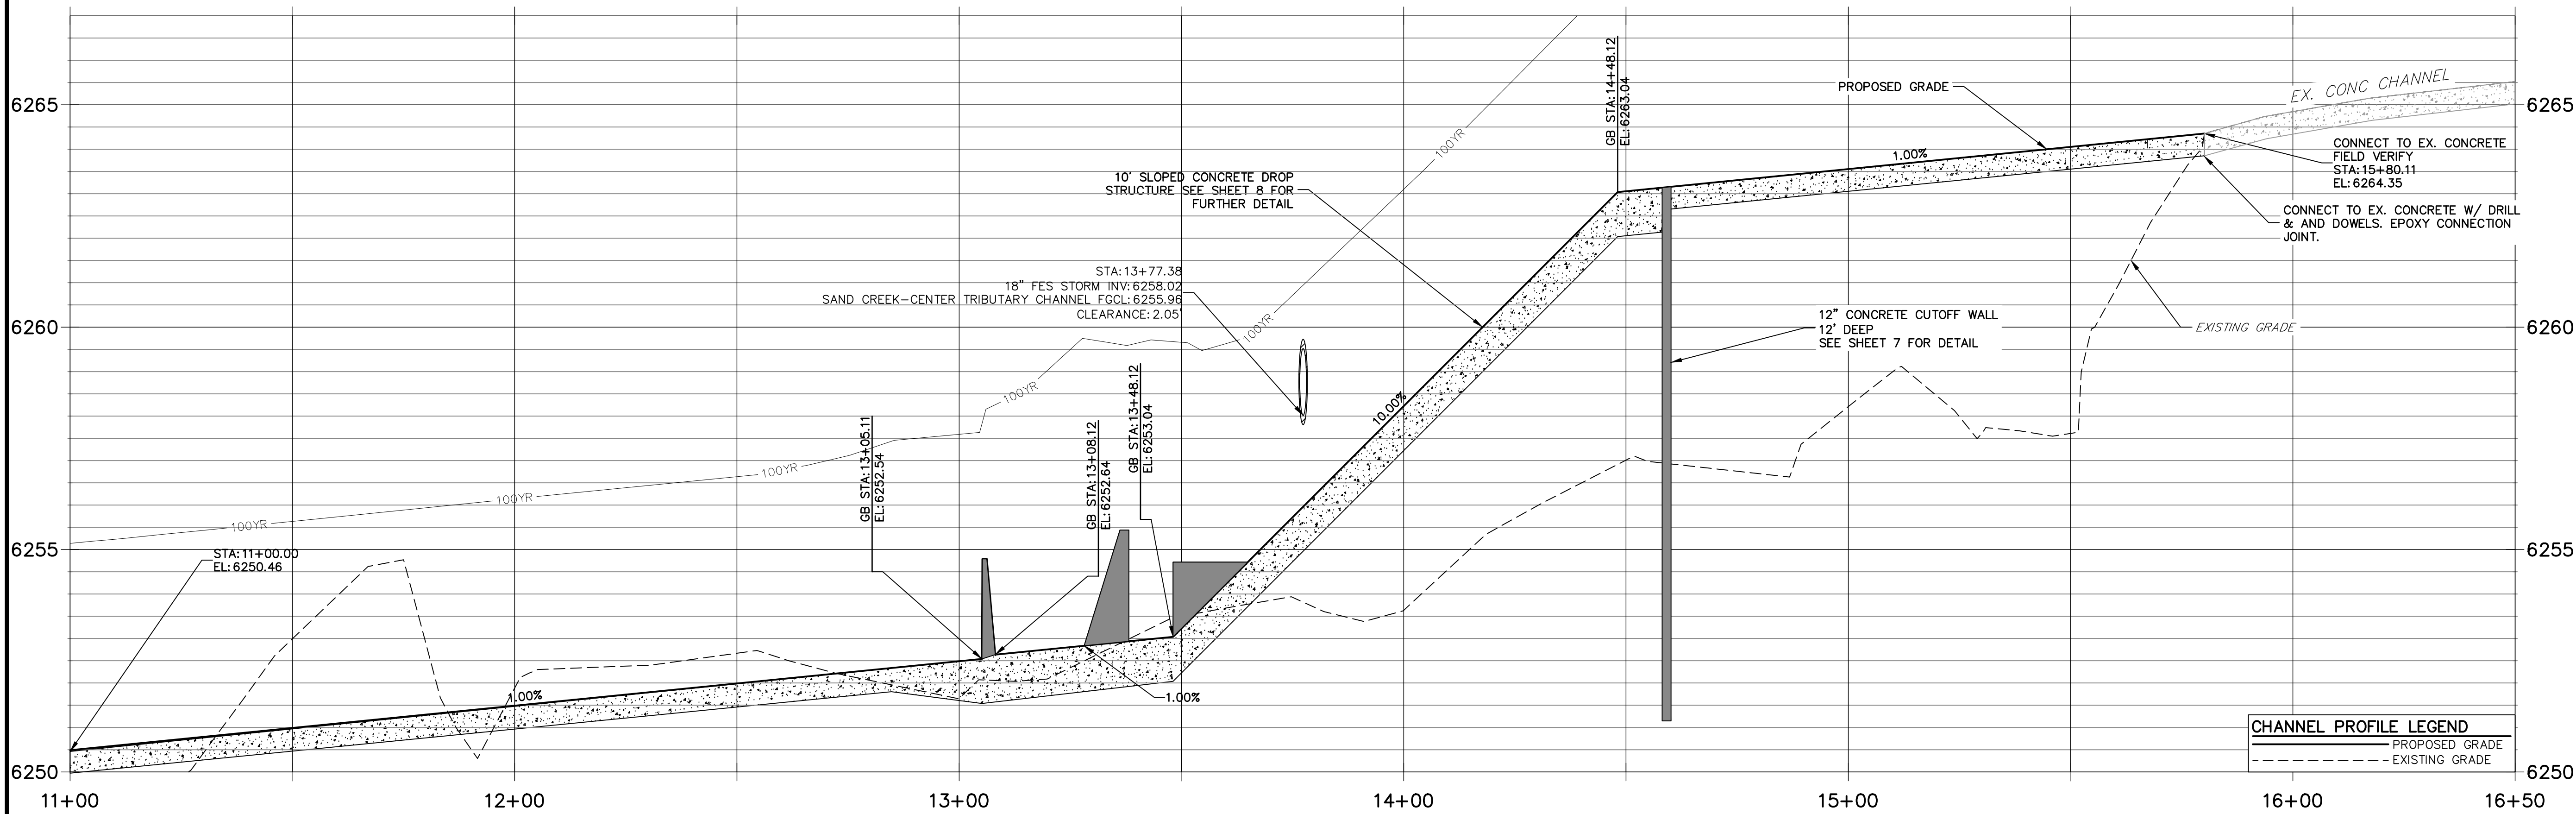 GB STA:14+48.12
EL:6263.04
PROPOSED GRADE
EX. CONC CHANNEL
6265
6265
100YR
1.00%
CONNECT TO EX. CONCRETE
FIELD VERIFY
STA:15+80.11
EL:6264.35
10' SLOPED CONCRETE DROP
STRUCTURE SEE SHEET 8 FOR
FURTHER DETAIL
CONNECT TO EX. CONCRETE W/ DRILL
& AND DOWELS. EPOXY CONNECTION
JOINT.
STA:13+77.38
18" FES STORM INV:6258.02
SAND CREEK-CENTER TRIBUTARY CHANNEL FGCL:6255.96
CLEARANCE:2.05'
12" CONCRETE CUTOFF WALL
12' DEEP
SEE SHEET 7 FOR DETAIL
6260
100YR
EXISTING GRADE
6260
100YR
GB STA:13+48.12
EL:6253.04
10.00%
GB STA:13+05.11
EL:6252.54
GB STA:13+08.12
EL:6252.64
100YR
100YR
100YR
6255
STA:11+00.00
EL:6250.46
6255
1.00%
1.00%
CHANNEL PROFILE LEGEND
PROPOSED GRADE
EXISTING GRADE
6250
6250
11+00
12+00
13+00
14+00
15+00
16+00
16+50